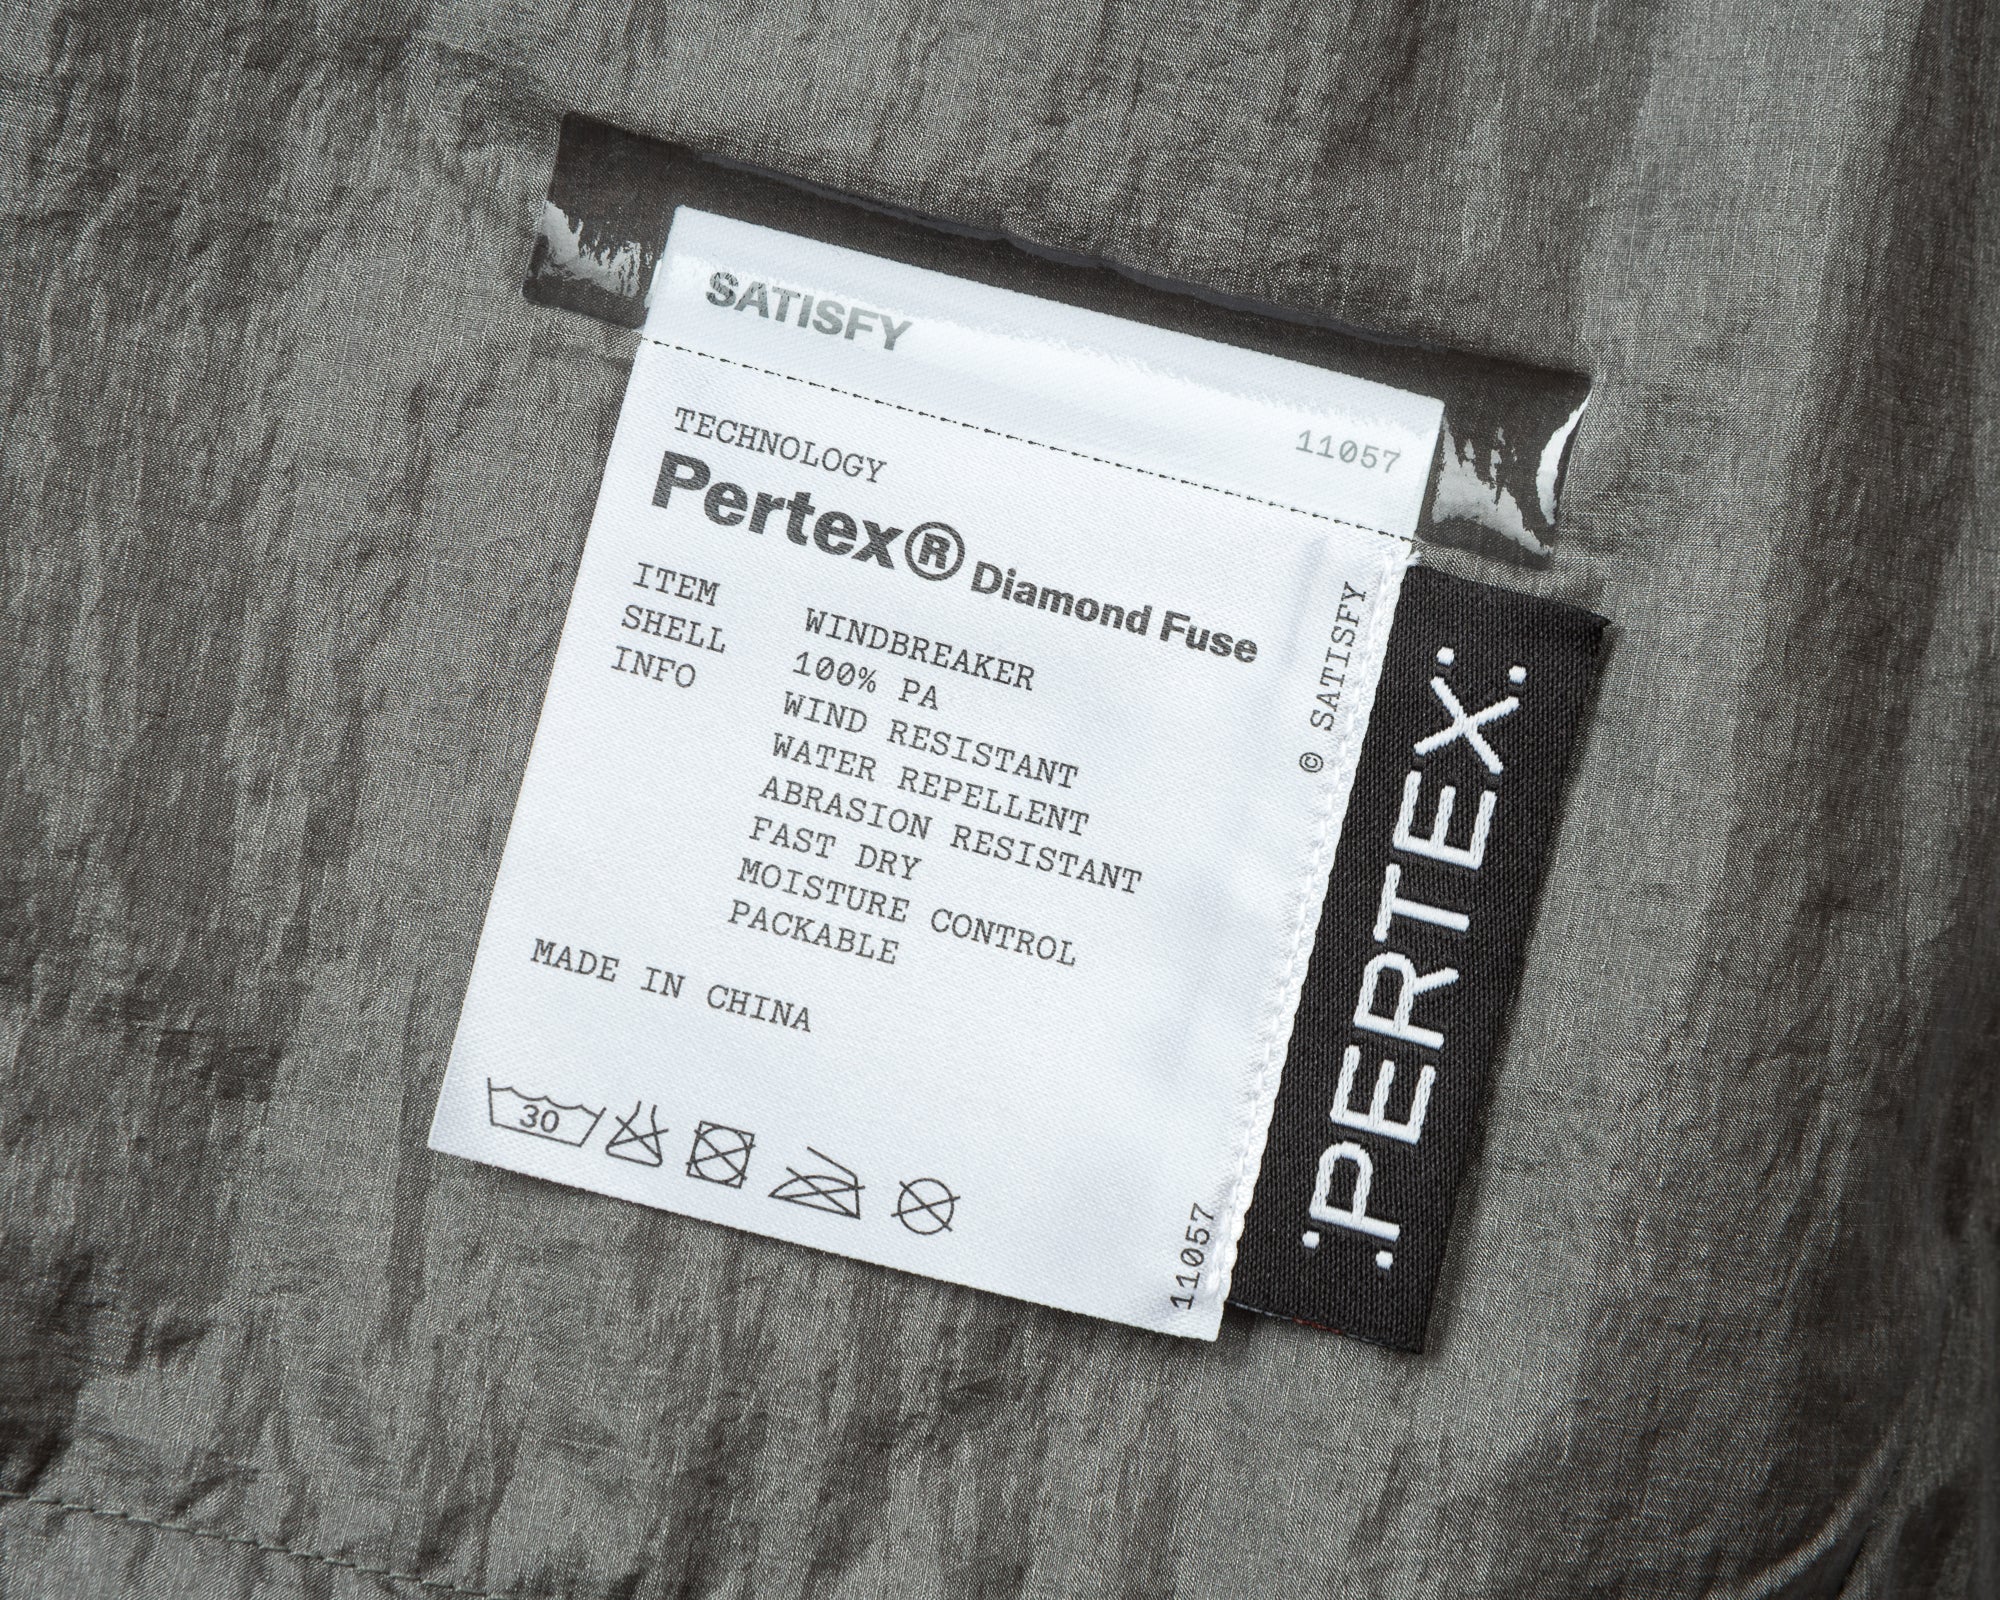 SATISFY
11057
TECHNOLOGY
Pertex® Diamond Fuse
ITEM WINDBREAKER
SHELL 100% PA
INFO WIND RESISTANT
WATER REPELLENT
ABRASION RESISTANT
FAST DRY
MOISTURE CONTROL
PACKABLE
MADE IN CHINA
30
© SATISFY
11057
PERTEX